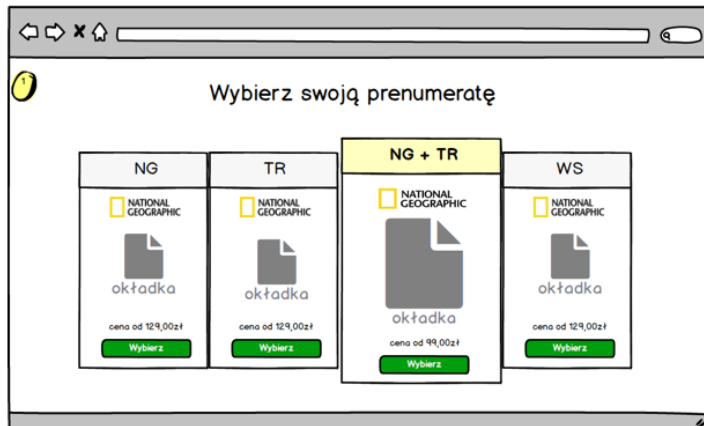 1
Wybierz swoją prenumeratę
NG
NATIONAL
GEOGRAPHIC
okładka
cena od 129,00zł
Wybierz
TR
NATIONAL
GEOGRAPHIC
okładka
cena od 129,00zł
Wybierz
NG + TR
NATIONAL
GEOGRAPHIC
okładka
cena od 99,00zł
Wybierz
WS
NATIONAL
GEOGRAPHIC
okładka
cena od 129,00zł
Wybierz